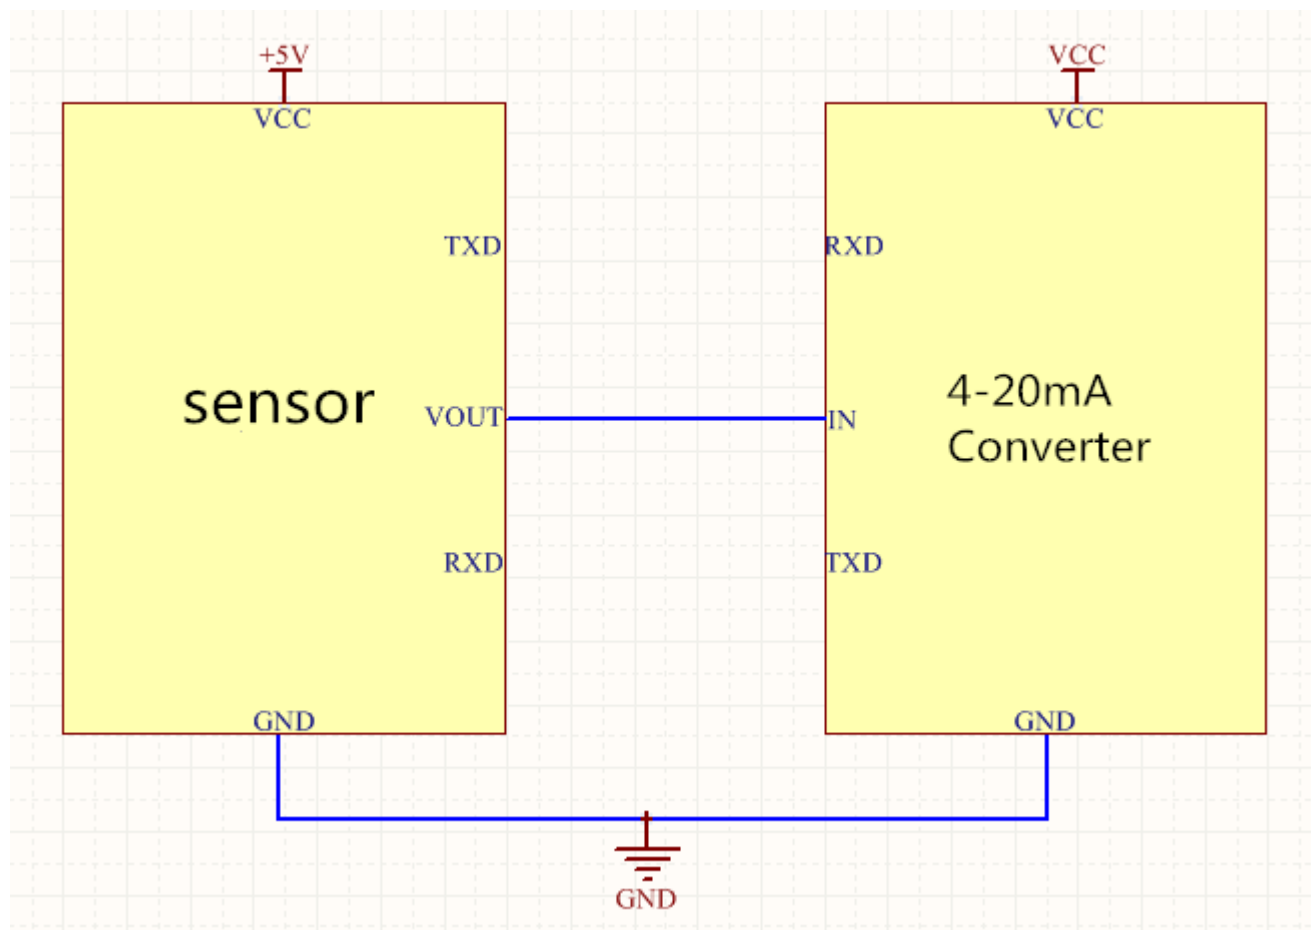 +5V
VCC
VCC
VCC
TXD
RXD
sensor
VOUT
IN
4-20mA
Converter
RXD
TXD
GND
GND
GND